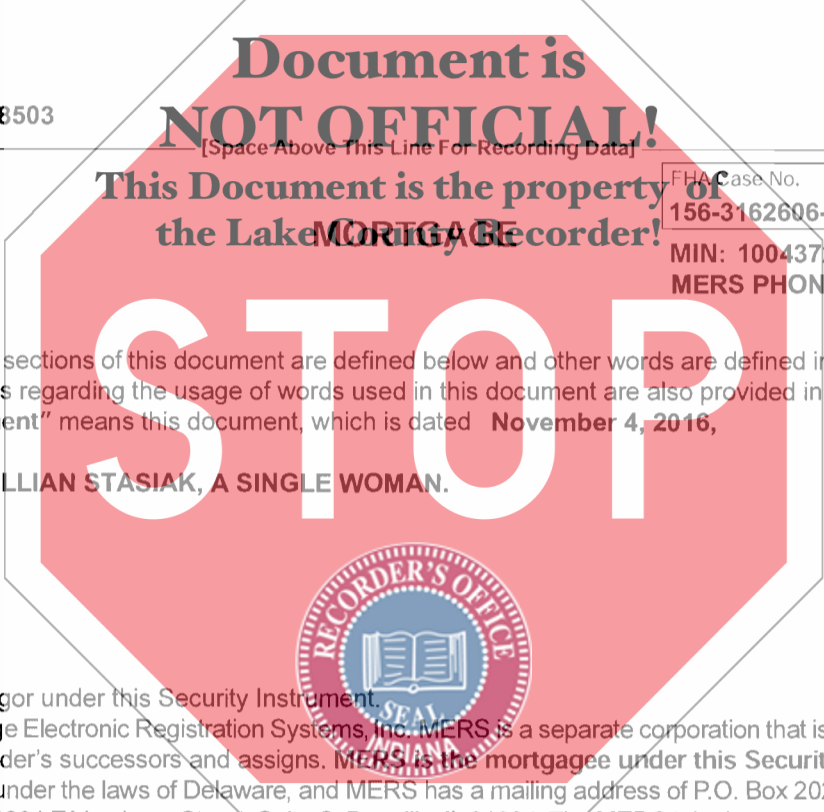 Document is
NOT OFFICIAL!
8503
[Space Above This Line For Recording Data]
This Document is the property of
the Lake County Recorder!
FHA Case No.
156-3162606-
MORTGAGE
MIN: 100437
MERS PHON
STOP
sections of this document are defined below and other words are defined in
s regarding the usage of words used in this document are also provided in
ent" means this document, which is dated November 4, 2016,
LLIAN STASIAK, A SINGLE WOMAN.
RECORDER'S OFFICE
SEAL
INDIANA
gor under this Security Instrument.
ge Electronic Registration Systems, Inc. MERS is a separate corporation that is
der's successors and assigns. MERS is the mortgagee under this Securit
under the laws of Delaware, and MERS has a mailing address of P.O. Box 202